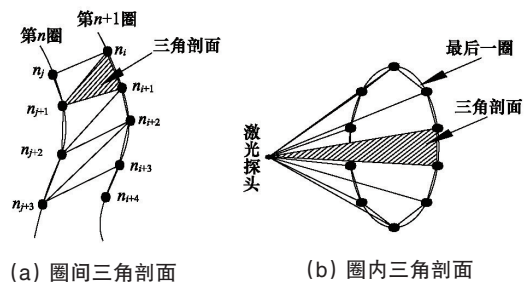 第n圈
第n+1圈
n_j
n_i
三角剖面
n_{j+1}
n_{i+1}
n_{i+2}
n_{j+2}
n_{i+3}
n_{j+3}
n_{i+4}
(a) 圈间三角剖面
最后一圈
三角剖面
激光探头
(b) 圈内三角剖面